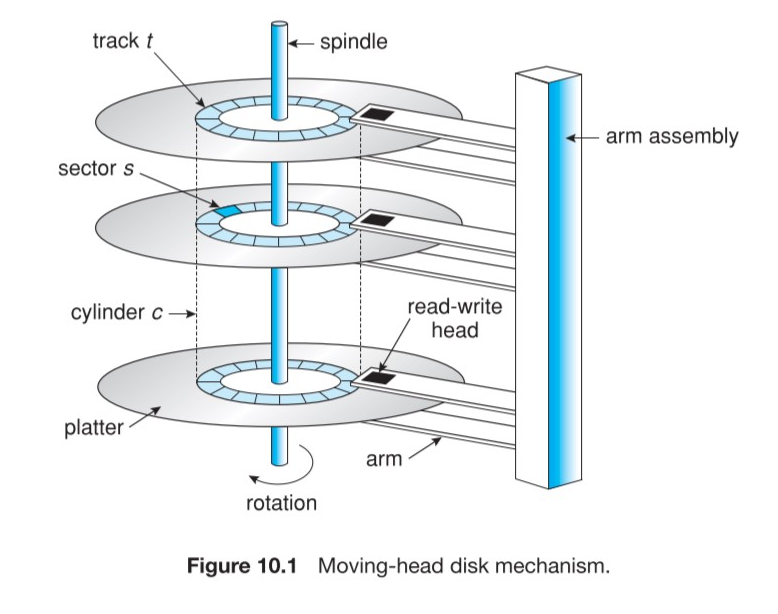 track t
spindle
arm assembly
sector s
cylinder c
read-write
head
platter
arm
rotation
Figure 10.1 Moving-head disk mechanism.